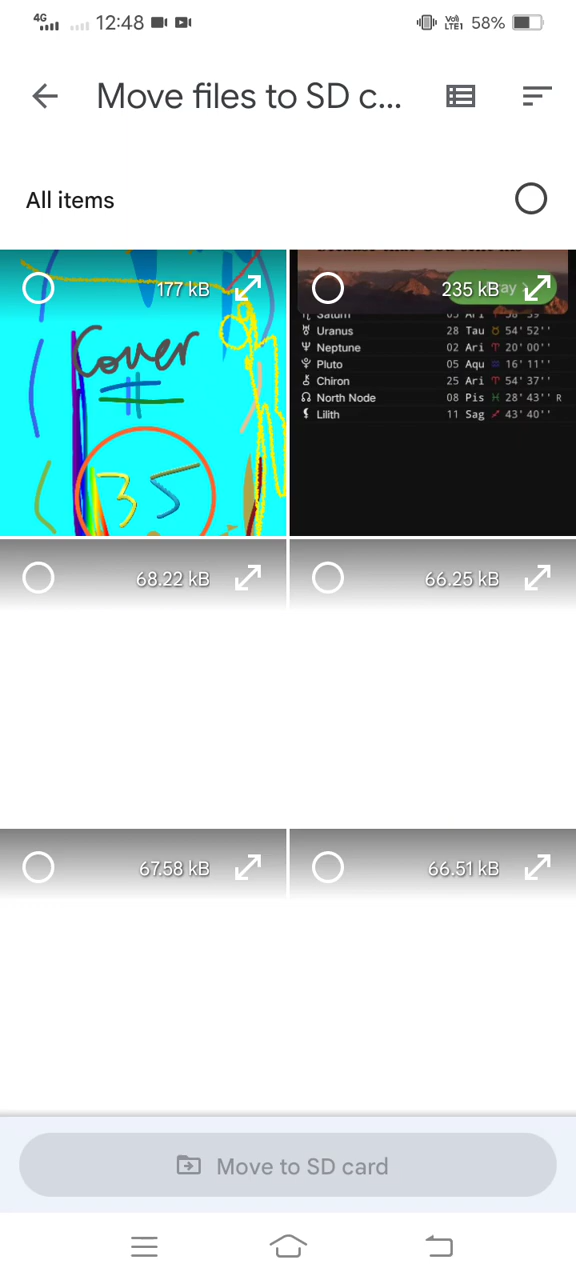 4G 12:48 Vo) LTE1 58%
Move files to SD c...
All items
177 kB
235 kB
Cover
#
35
Saturn
Uranus 28 Tau ♉ 54'52''
Neptune 02 Ari ♈ 20'00''
Pluto 05 Aqu ♒ 16'11''
Chiron 25 Ari ♈ 54'37''
North Node 08 Pis ♓ 28'43'' R
Lilith 11 Sag ♐ 43'40''
68.22 kB
66.25 kB
67.58 kB
66.51 kB
Move to SD card